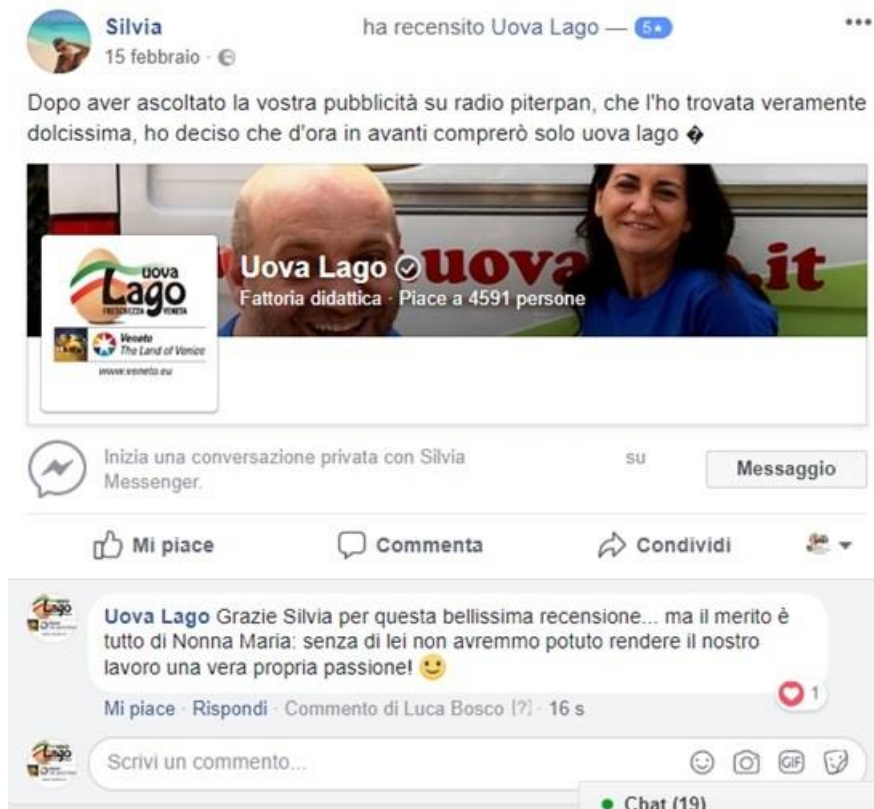 Silvia ha recensito Uova Lago — 5★
15 febbraio
Dopo aver ascoltato la vostra pubblicità su radio piterpan, che l'ho trovata veramente
dolcissima, ho deciso che d'ora in avanti comprerò solo uova lago �
uova
.it
Uova Lago
Fattoria didattica · Piace a 4591 persone
uova
Lago
FRESCHEZZA VENETA
Veneto
The Land of Venice
www.veneto.eu
Inizia una conversazione privata con Silvia su
Messenger.
Messaggio
Mi piace Commenta Condividi
Uova Lago Grazie Silvia per questa bellissima recensione... ma il merito è
tutto di Nonna Maria: senza di lei non avremmo potuto rendere il nostro
lavoro una vera propria passione!
1
Mi piace · Rispondi · Commento di Luca Bosco [?] · 16 s
Scrivi un commento...
GIF
Chat (19)